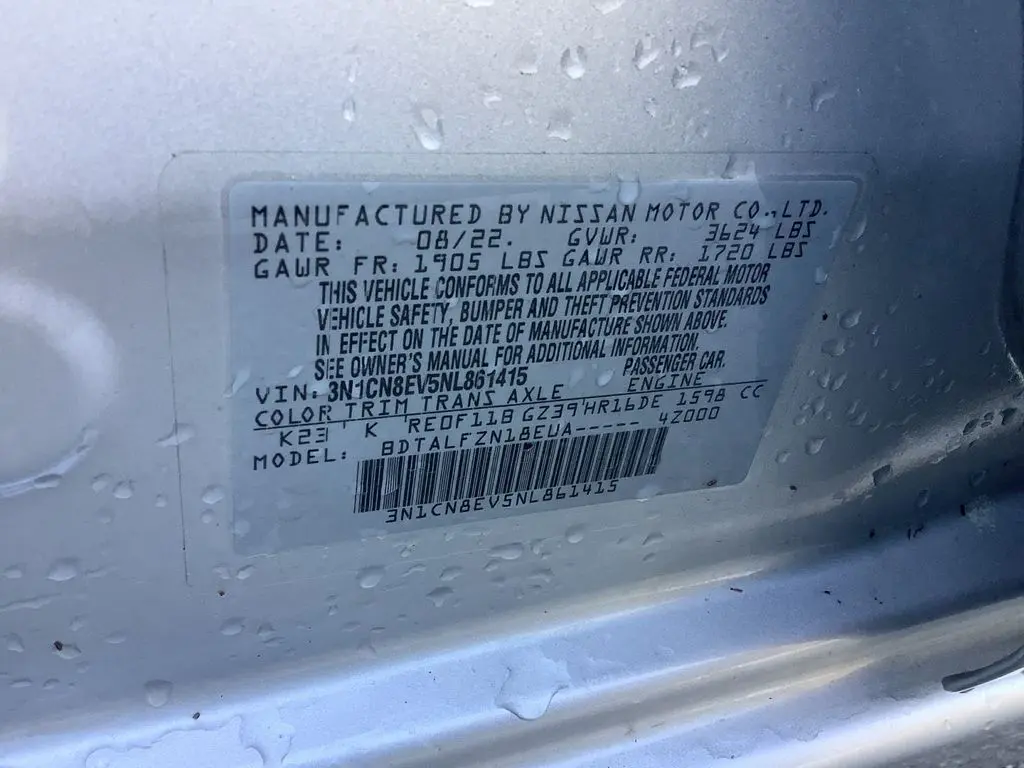 MANUFACTURED BY NISSAN MOTOR CO.,LTD.
DATE: 08/22. GVWR: 3624 LBS
GAWR FR: 1905 LBS GAWR RR: 1720 LBS
THIS VEHICLE CONFORMS TO ALL APPLICABLE FEDERAL MOTOR
VEHICLE SAFETY, BUMPER AND THEFT PREVENTION STANDARDS
IN EFFECT ON THE DATE OF MANUFACTURE SHOWN ABOVE.
SEE OWNER'S MANUAL FOR ADDITIONAL INFORMATION.
VIN: 3N1CN8EV5NL861415 PASSENGER CAR.
COLOR TRIM TRANS AXLE ENGINE
K23 K RE0F11B GZ39 HR16DE 1598 CC
MODEL: BDTALFZN18EUA----- 4Z000
3N1CN8EV5NL861415